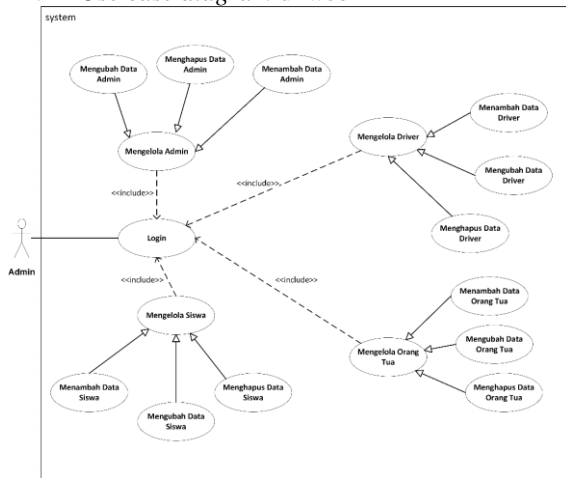 system
Mengubah Data
Admin
Menghapus Data
Admin
Menambah Data
Admin
Mengelola Admin
Menambah Data
Driver
Mengelola Driver
Mengubah Data
Driver
Menghapus Data
Driver
<<include>>
<<include>>
Login
Admin
<<include>>
<<include>>
Mengelola Siswa
Menambah Data
Orang Tua
Mengubah Data
Orang Tua
Mengelola Orang
Tua
Menghapus Data
Orang Tua
Menambah Data
Siswa
Mengubah Data
Siswa
Menghapus Data
Siswa